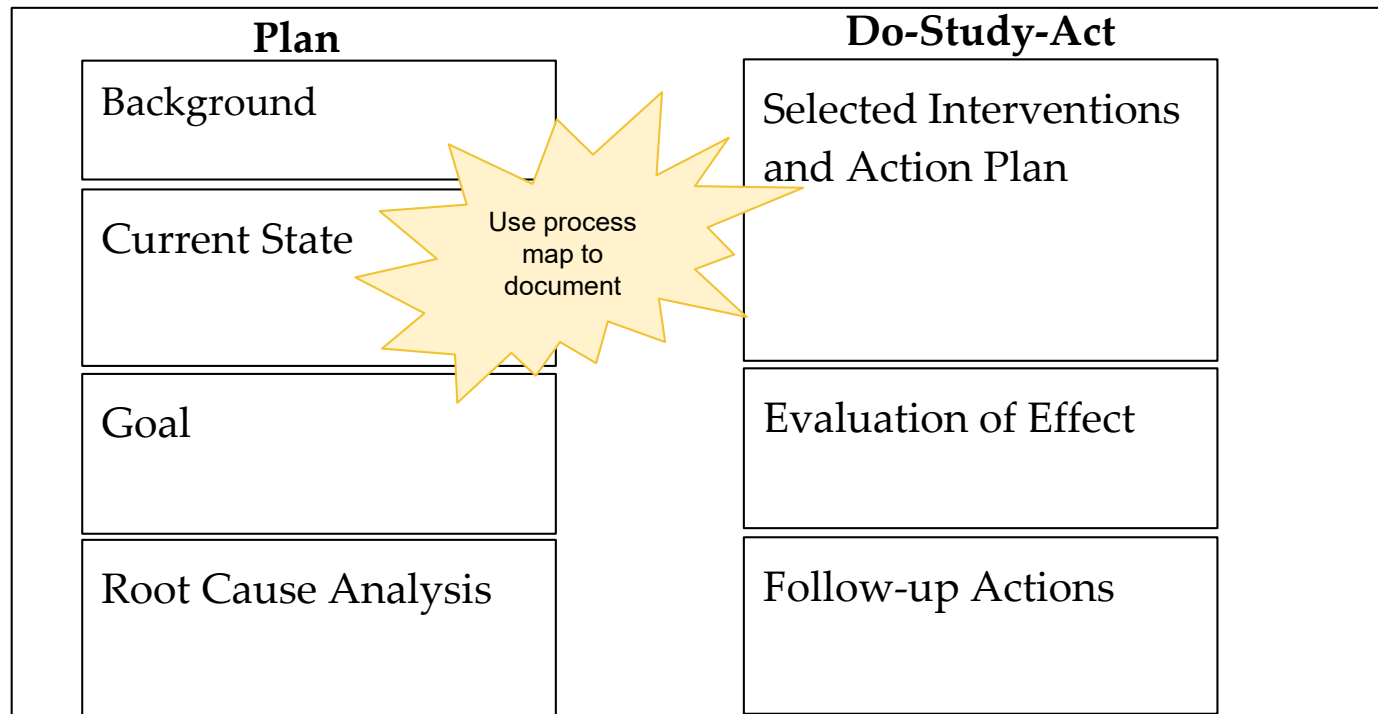 Plan
Background
Current State
Goal
Root Cause Analysis
Use process
map to
document
Do-Study-Act
Selected Interventions
and Action Plan
Evaluation of Effect
Follow-up Actions